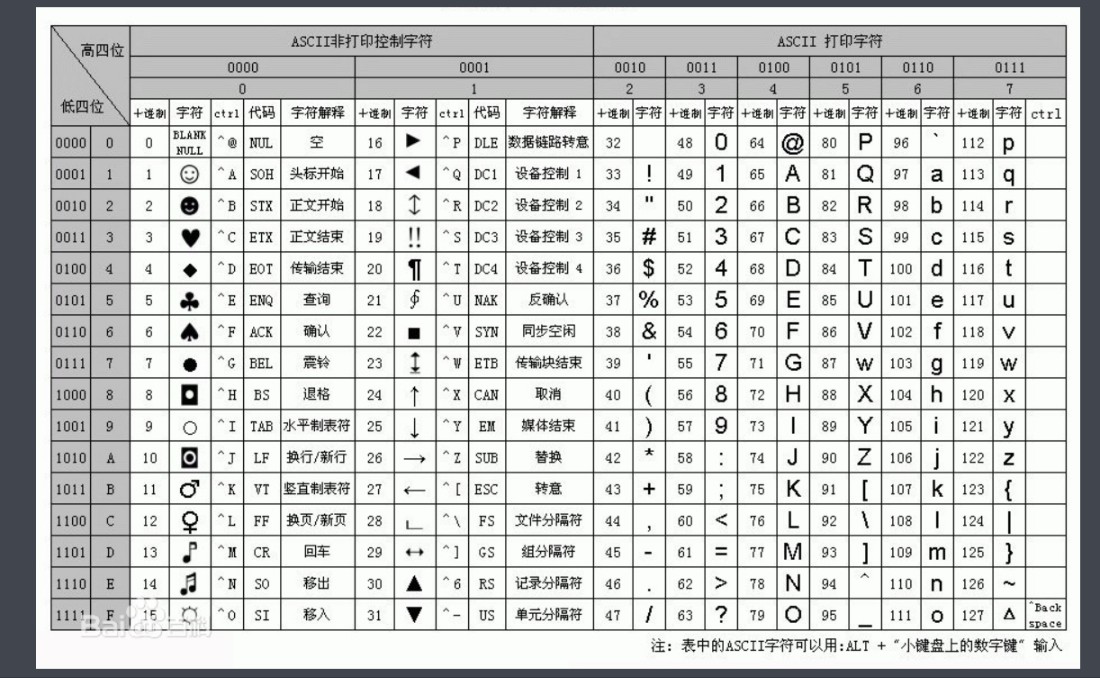 高四位 ASCII非打印控制字符 ASCII 打印字符
0000 0001 0010 0011 0100 0101 0110 0111
低四位 0 1 2 3 4 5 6 7
十进制 字符 ctrl 代码 字符解释 十进制 字符 ctrl 代码 字符解释 十进制 字符 十进制 字符 十进制 字符 十进制 字符 十进制 字符 十进制 字符 ctrl
0000 0 0 BLANK NULL ^@ NUL 空 16 ► ^P DLE 数据链路转意 32 48 0 64 @ 80 P 96 ` 112 p
0001 1 1 ☺ ^A SOH 头标开始 17 ◄ ^Q DC1 设备控制 1 33 ! 49 1 65 A 81 Q 97 a 113 q
0010 2 2 ☻ ^B STX 正文开始 18 ↕ ^R DC2 设备控制 2 34 " 50 2 66 B 82 R 98 b 114 r
0011 3 3 ♥ ^C ETX 正文结束 19 ‼ ^S DC3 设备控制 3 35 # 51 3 67 C 83 S 99 c 115 s
0100 4 4 ♦ ^D EOT 传输结束 20 ¶ ^T DC4 设备控制 4 36 $ 52 4 68 D 84 T 100 d 116 t
0101 5 5 ♣ ^E ENQ 查询 21 ∮ ^U NAK 反确认 37 % 53 5 69 E 85 U 101 e 117 u
0110 6 6 ♠ ^F ACK 确认 22 ■ ^V SYN 同步空闲 38 & 54 6 70 F 86 V 102 f 118 v
0111 7 7 ● ^G BEL 震铃 23 ↨ ^W ETB 传输块结束 39 ' 55 7 71 G 87 w 103 g 119 w
1000 8 8 ◘ ^H BS 退格 24 ↑ ^X CAN 取消 40 ( 56 8 72 H 88 X 104 h 120 x
1001 9 9 ○ ^I TAB 水平制表符 25 ↓ ^Y EM 媒体结束 41 ) 57 9 73 I 89 Y 105 i 121 y
1010 A 10 ◙ ^J LF 换行/新行 26 → ^Z SUB 替换 42 * 58 : 74 J 90 Z 106 j 122 z
1011 B 11 ♂ ^K VT 竖直制表符 27 ← ^[ ESC 转意 43 + 59 ; 75 K 91 [ 107 k 123 {
1100 C 12 ♀ ^L FF 换页/新页 28 ∟ ^\ FS 文件分隔符 44 , 60 < 76 L 92 \ 108 l 124 |
1101 D 13 ♪ ^M CR 回车 29 ↔ ^] GS 组分隔符 45 - 61 = 77 M 93 ] 109 m 125 }
1110 E 14 ♫ ^N SO 移出 30 ▲ ^6 RS 记录分隔符 46 . 62 > 78 N 94 ^ 110 n 126 ~
1111 F 15 ☼ ^O SI 移入 31 ▼ ^- US 单元分隔符 47 / 63 ? 79 O 95 _ 111 o 127 Δ ^Back space
Baidu百科
注: 表中的ASCII字符可以用:ALT + "小键盘上的数字键" 输入